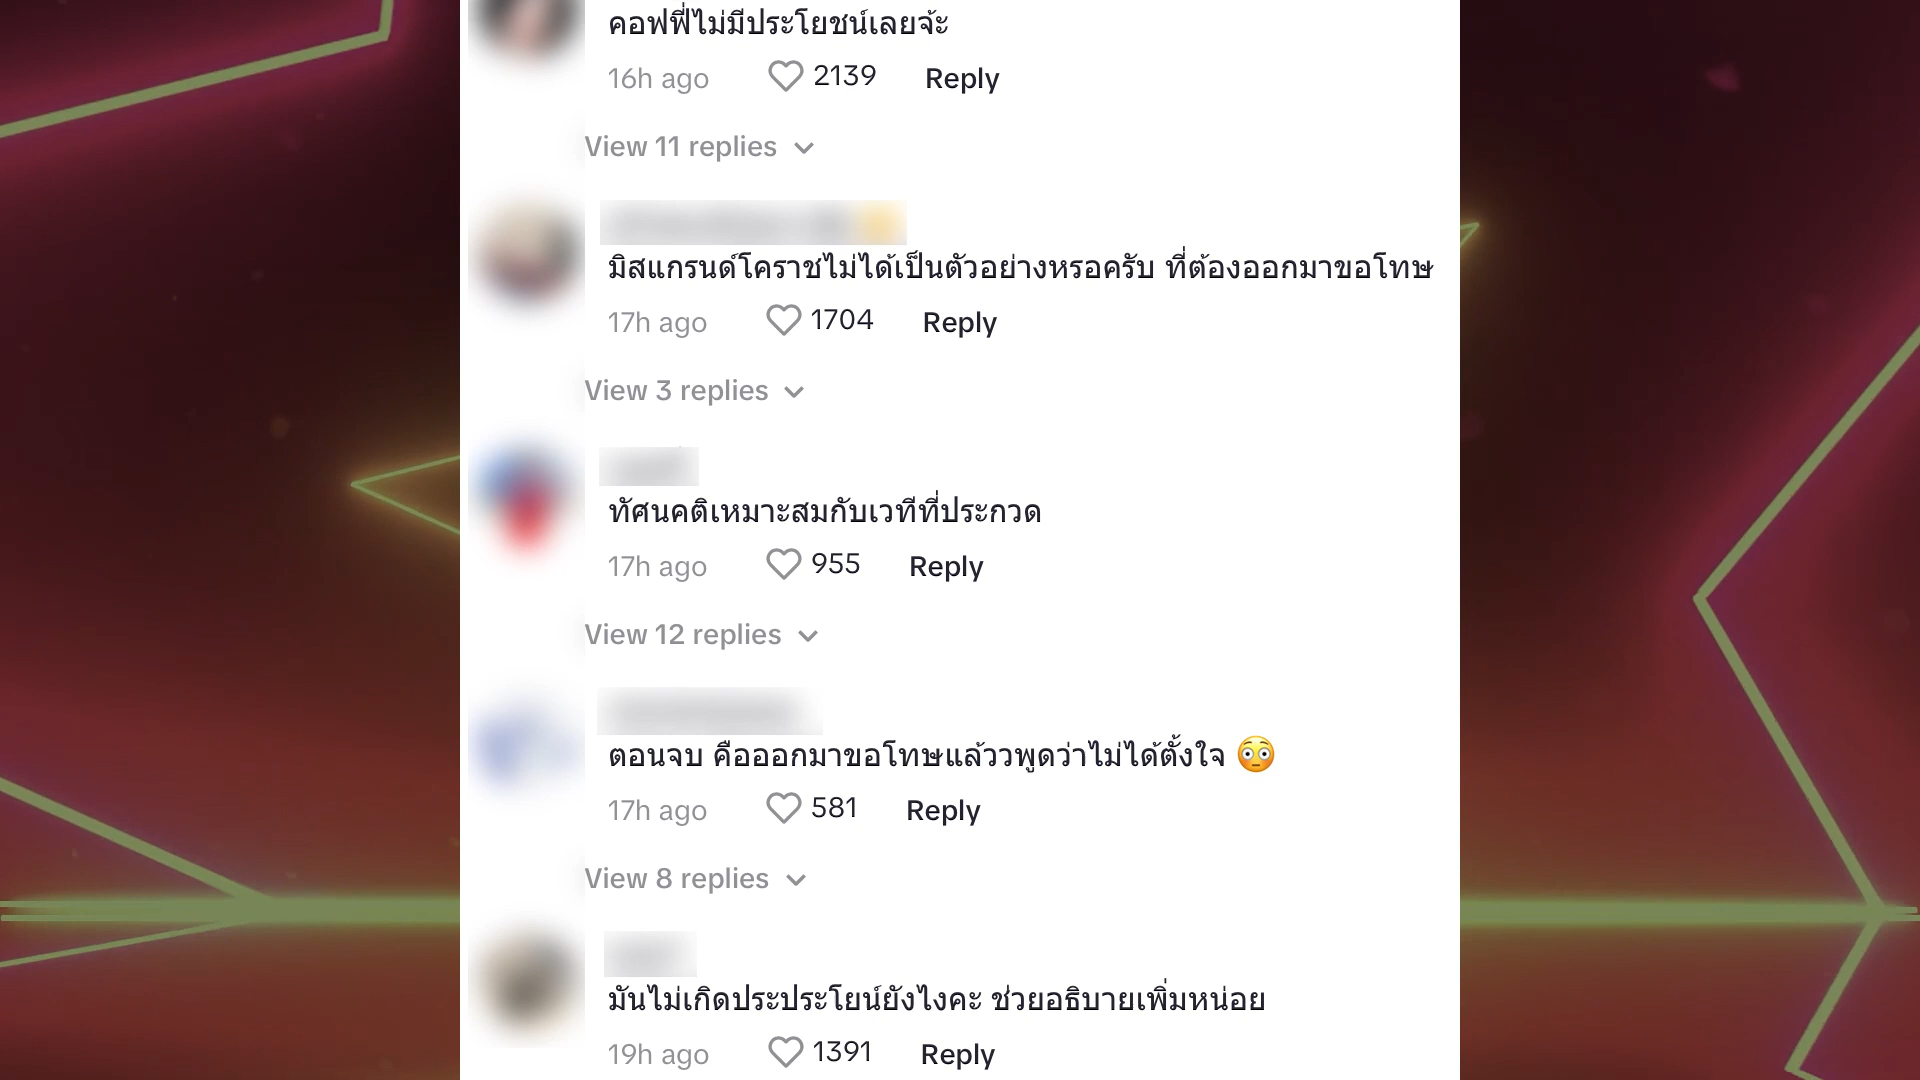 คอฟฟี่ไม่มีประโยชน์เลยจ้ะ
16h ago 2139 Reply
View 11 replies
มิสแกรนด์โคราชไม่ได้เป็นตัวอย่างหรอครับ ที่ต้องออกมาขอโทษ
17h ago 1704 Reply
View 3 replies
ทัศนคติเหมาะสมกับเวทีที่ประกวด
17h ago 955 Reply
View 12 replies
ตอนจบ คือออกมาขอโทษแล้ววพูดว่าไม่ได้ตั้งใจ 😳
17h ago 581 Reply
View 8 replies
มันไม่เกิดประประโยน์ยังไงคะ ช่วยอธิบายเพิ่มหน่อย
19h ago 1391 Reply